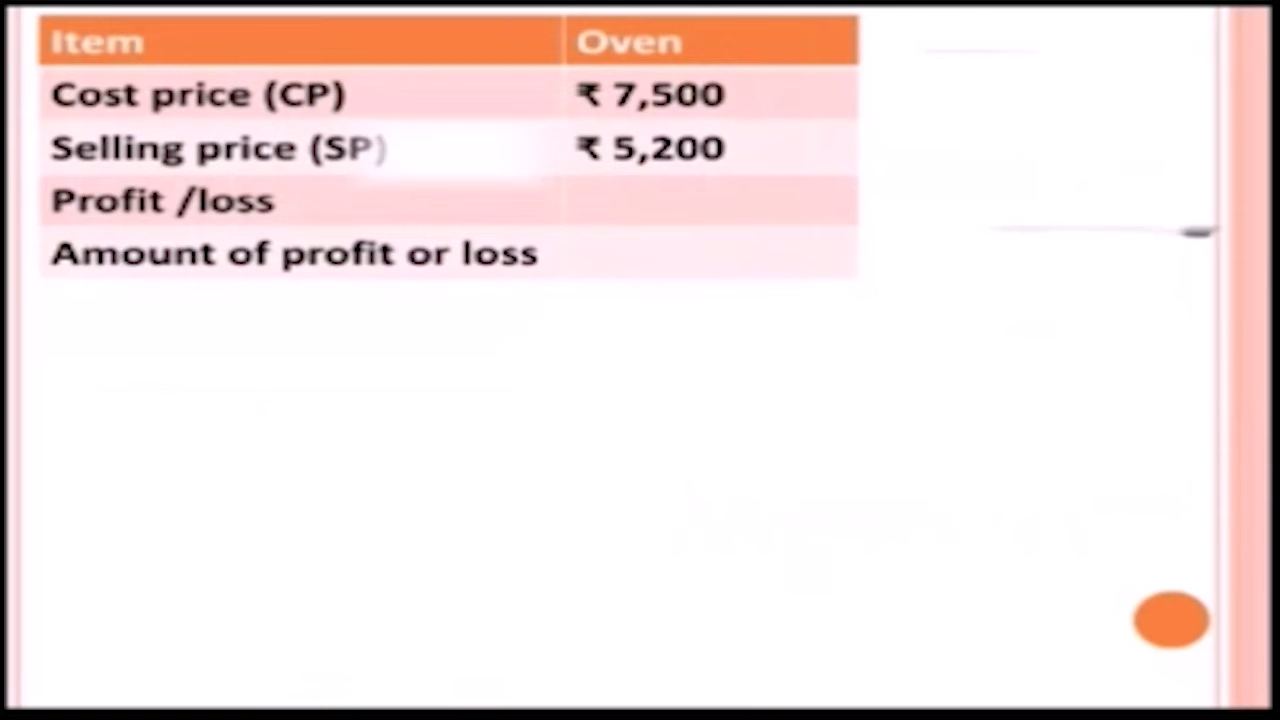 Item Oven
Cost price (CP) ₹ 7,500
Selling price (SP) ₹ 5,200
Profit /loss
Amount of profit or loss